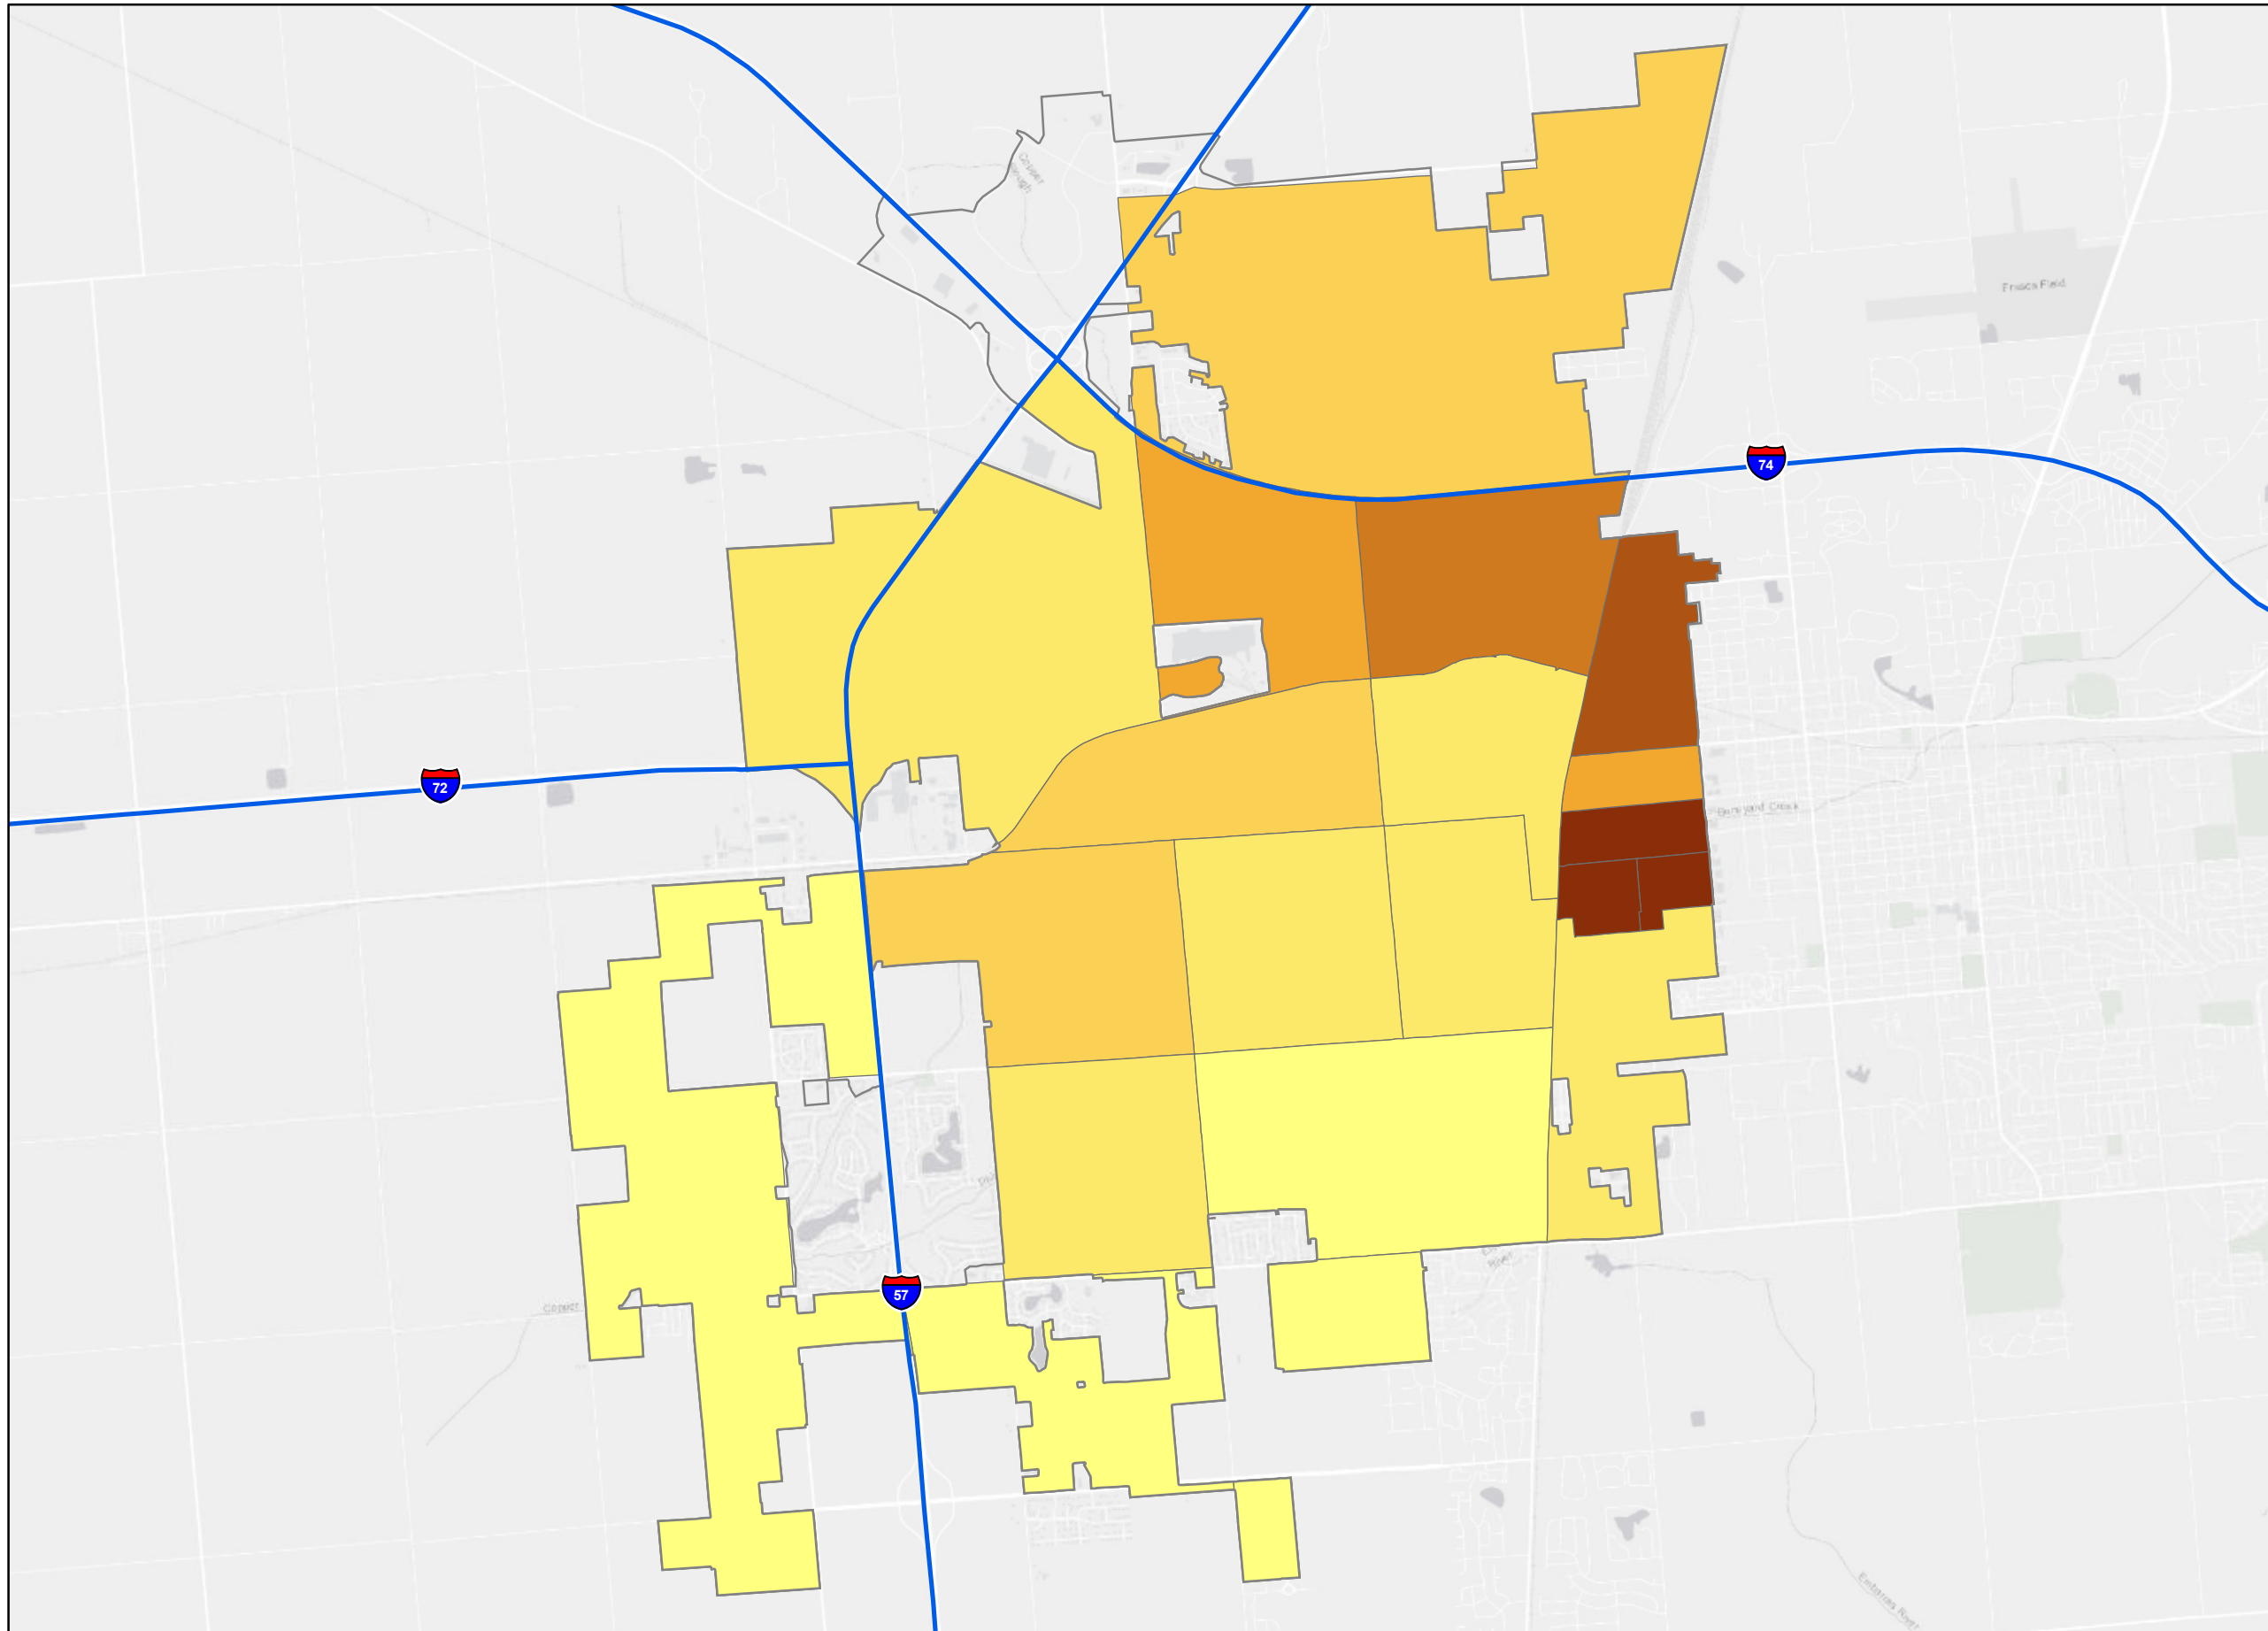 Copper
Slough
Frasca Field
74
72
Boneyard Creek
57
Copper
Embarras River